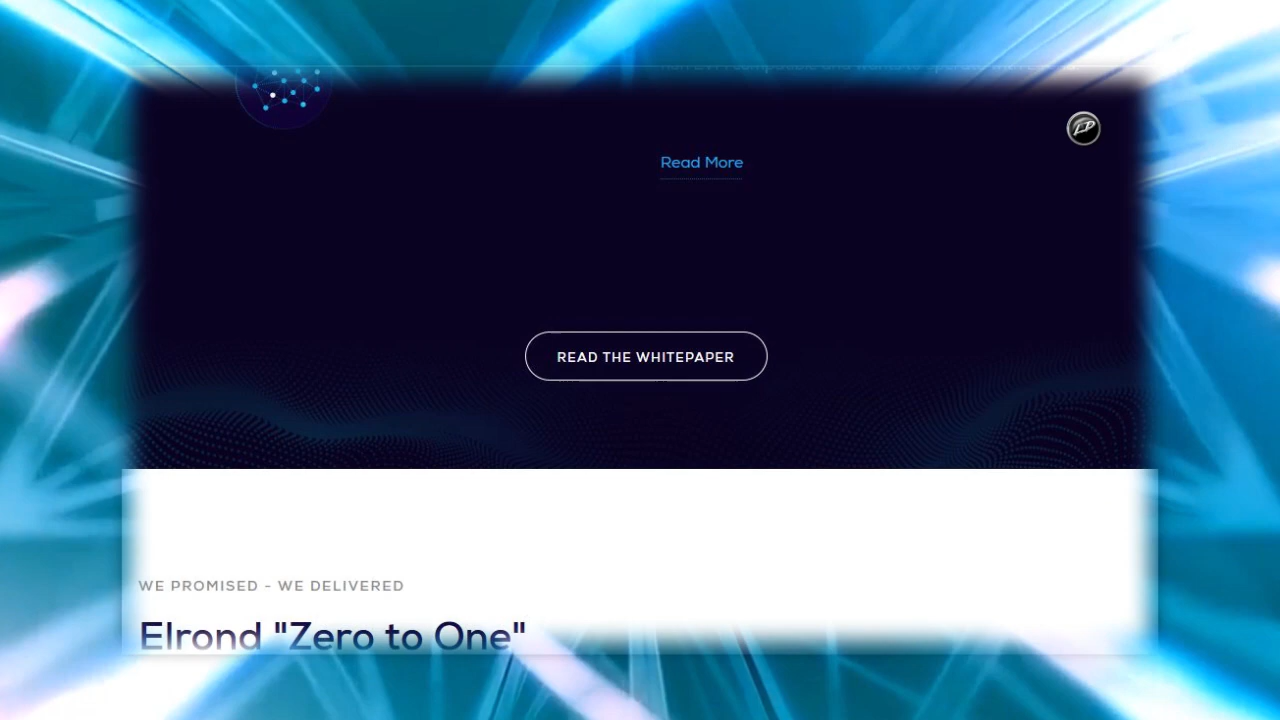 Read More
READ THE WHITEPAPER
WE PROMISED - WE DELIVERED
Elrond "Zero to One"